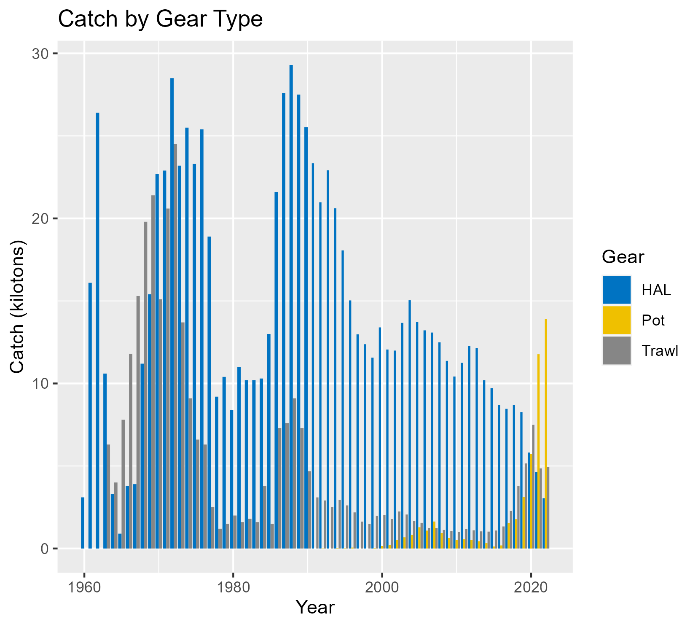 Catch by Gear Type
30
20
10
0
Catch (kilotons)
1960
1980
2000
2020
Year
Gear
HAL
Pot
Trawl